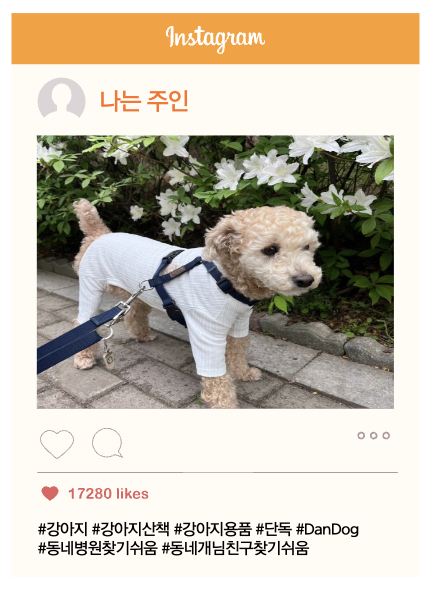 Instagram
나는 주인
17280 likes
#강아지 #강아지산책 #강아지용품 #단독 #DanDog
#동네병원찾기쉬움 #동네개님친구찾기쉬움